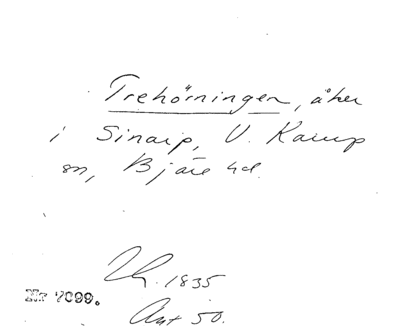 Trehörningen, åker
i Sinarp, V. Karup
sn, Bjäre hd.
1835
Nr 7099.
Ant 50.